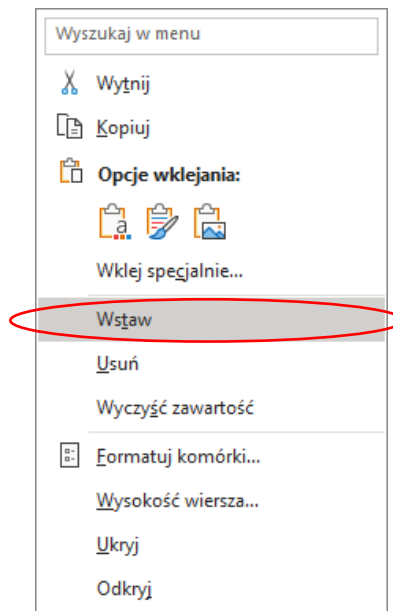 Wyszukaj w menu
Wytnij
Kopiuj
Opcje wklejania:
a
Wklej specjalnie...
Wstaw
Usuń
Wyczyść zawartość
Formatuj komórki...
Wysokość wiersza...
Ukryj
Odkryj